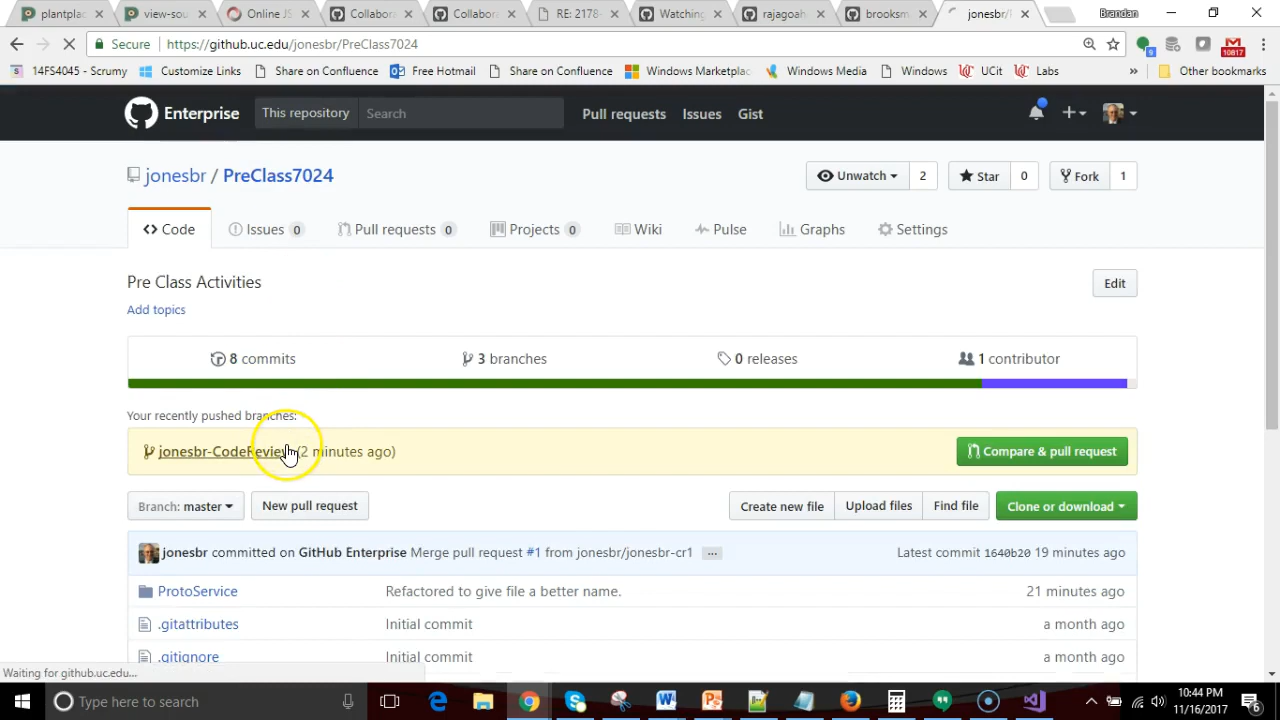 plantplac
view-sou
Online JS
Collabora
Collabora
RE: 2178-
Watching
rajagoah
brooksm
jonesbr/
Brandan
Secure
https://github.uc.edu/jonesbr/PreClass7024
9
10817
14FS4045 - Scrumy
Customize Links
Share on Confluence
Free Hotmail
Share on Confluence
Windows Marketplac
Windows Media
Windows
UCit
Labs
»
Other bookmarks
Enterprise
This repository
Search
Pull requests
Issues
Gist
jonesbr / PreClass7024
Unwatch
2
Star
0
Fork
1
<> Code
Issues 0
Pull requests 0
Projects 0
Wiki
Pulse
Graphs
Settings
Pre Class Activities
Edit
Add topics
8 commits
3 branches
0 releases
1 contributor
Your recently pushed branches:
jonesbr-CodeReview (2 minutes ago)
Compare & pull request
Branch: master
New pull request
Create new file
Upload files
Find file
Clone or download
jonesbr committed on GitHub Enterprise Merge pull request #1 from jonesbr/jonesbr-cr1 ...
Latest commit 1640b20 19 minutes ago
ProtoService
Refactored to give file a better name.
21 minutes ago
.gitattributes
Initial commit
a month ago
.gitignore
Initial commit
a month ago
Waiting for github.uc.edu...
Type here to search
10:44 PM
11/16/2017
6